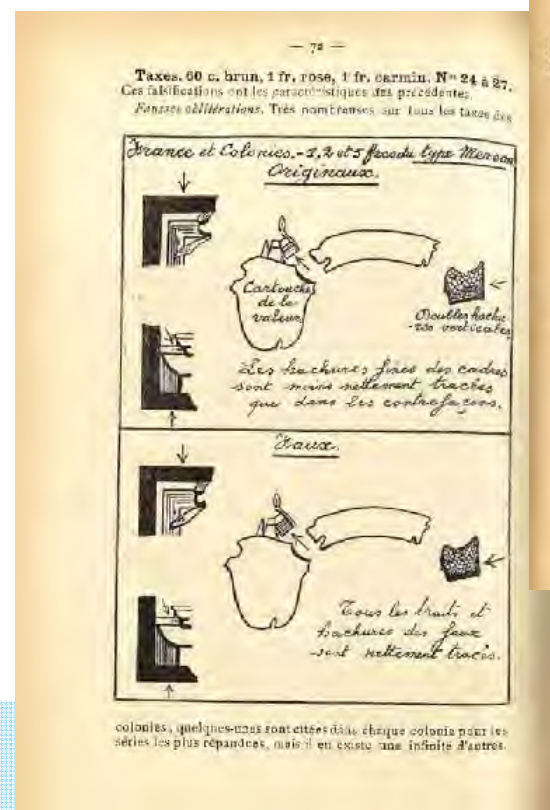 — 72 —
Taxes. 60 c. brun, 1 fr. rose, 1 fr. carmin. Nos 24 à 27.
Ces falsifications ont les caractéristiques des précédentes.
Fausses oblitérations. Très nombreuses sur tous les taxes des
France et Colonies. - 1, 2 et 5 frcs du type Merson
Originaux.
Cartouches
de la
valeur
Doubles hachu
-res verticales
Les hachures fines des cadres
sont moins nettement tracées
que dans les contrefaçons.
Faux.
Tous les traits et
hachures des faux
sont nettement tracés.
colonies, quelques-unes sont citées dans chaque colonie pour les
séries les plus répandues, mais il en existe une infinité d'autres.